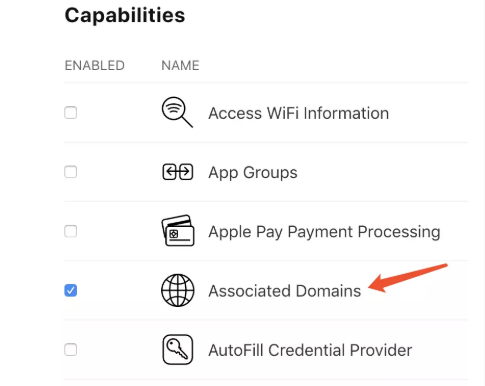 Capabilities
ENABLED NAME
Access WiFi Information
App Groups
Apple Pay Payment Processing
Associated Domains
AutoFill Credential Provider